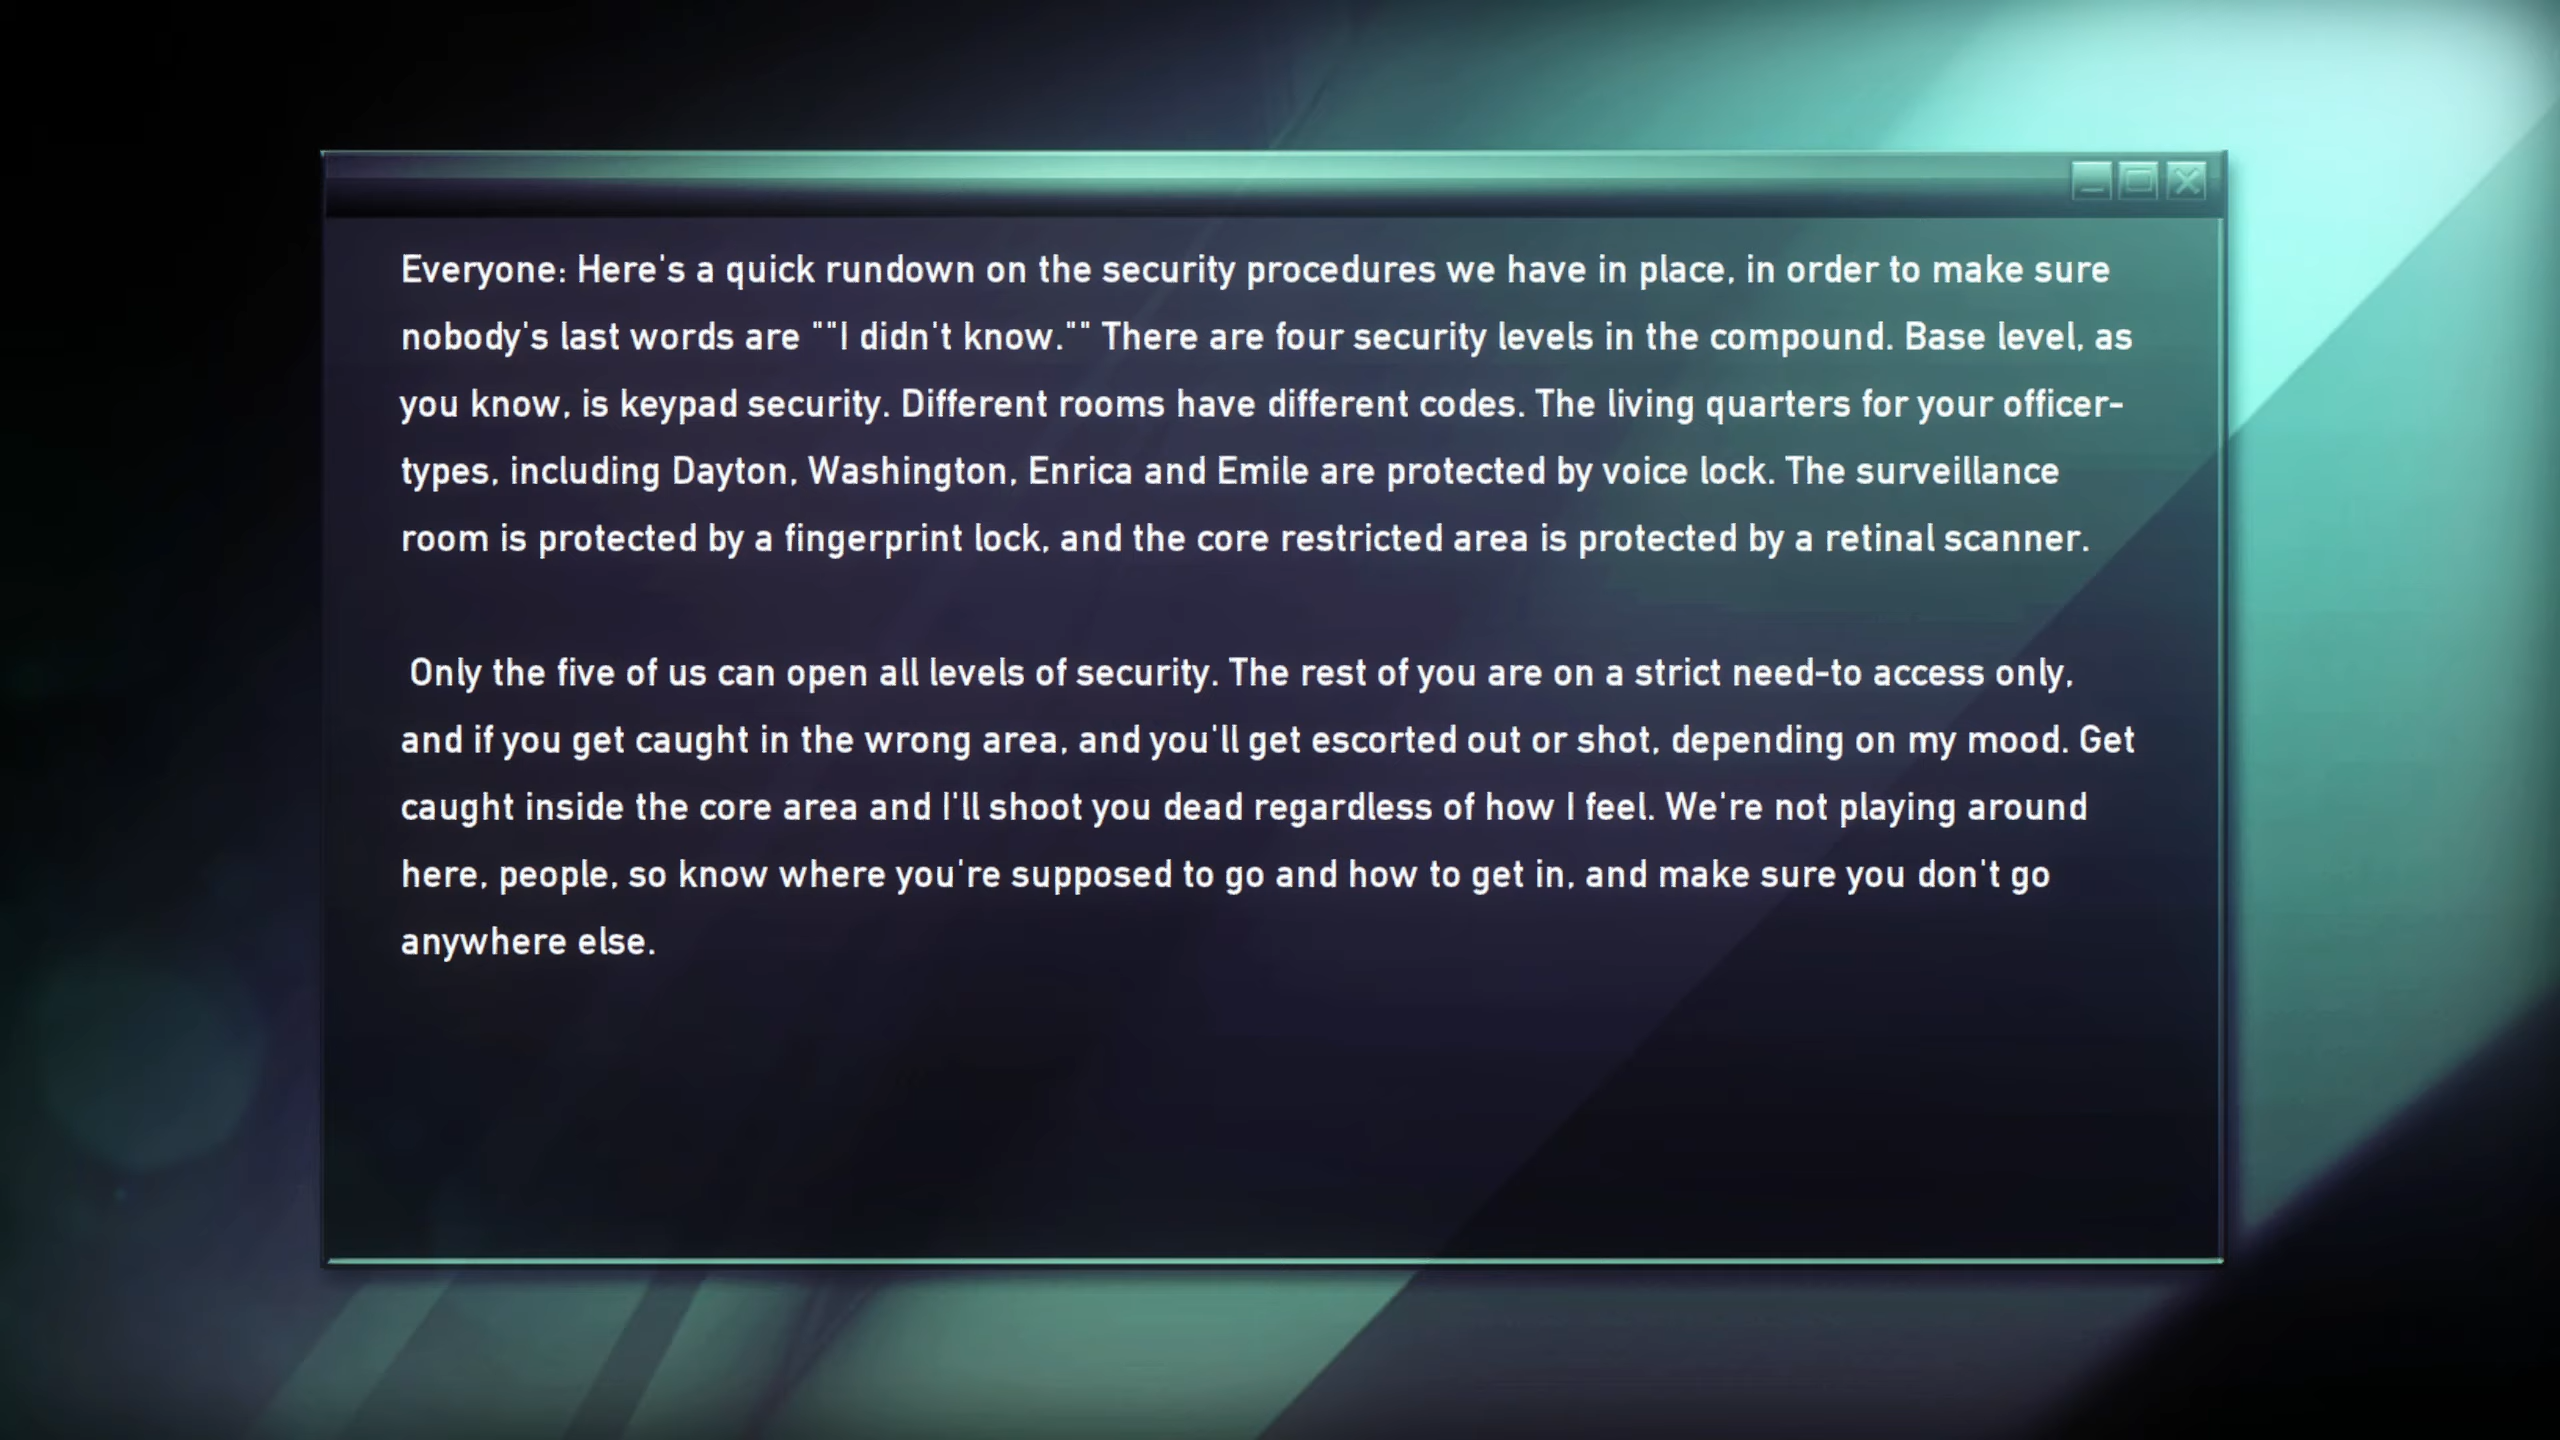 Everyone: Here's a quick rundown on the security procedures we have in place, in order to make sure
nobody's last words are ""I didn't know."" There are four security levels in the compound. Base level, as
you know, is keypad security. Different rooms have different codes. The living quarters for your officer-
types, including Dayton, Washington, Enrica and Emile are protected by voice lock. The surveillance
room is protected by a fingerprint lock, and the core restricted area is protected by a retinal scanner.
Only the five of us can open all levels of security. The rest of you are on a strict need-to access only,
and if you get caught in the wrong area, and you'll get escorted out or shot, depending on my mood. Get
caught inside the core area and I'll shoot you dead regardless of how I feel. We're not playing around
here, people, so know where you're supposed to go and how to get in, and make sure you don't go
anywhere else.